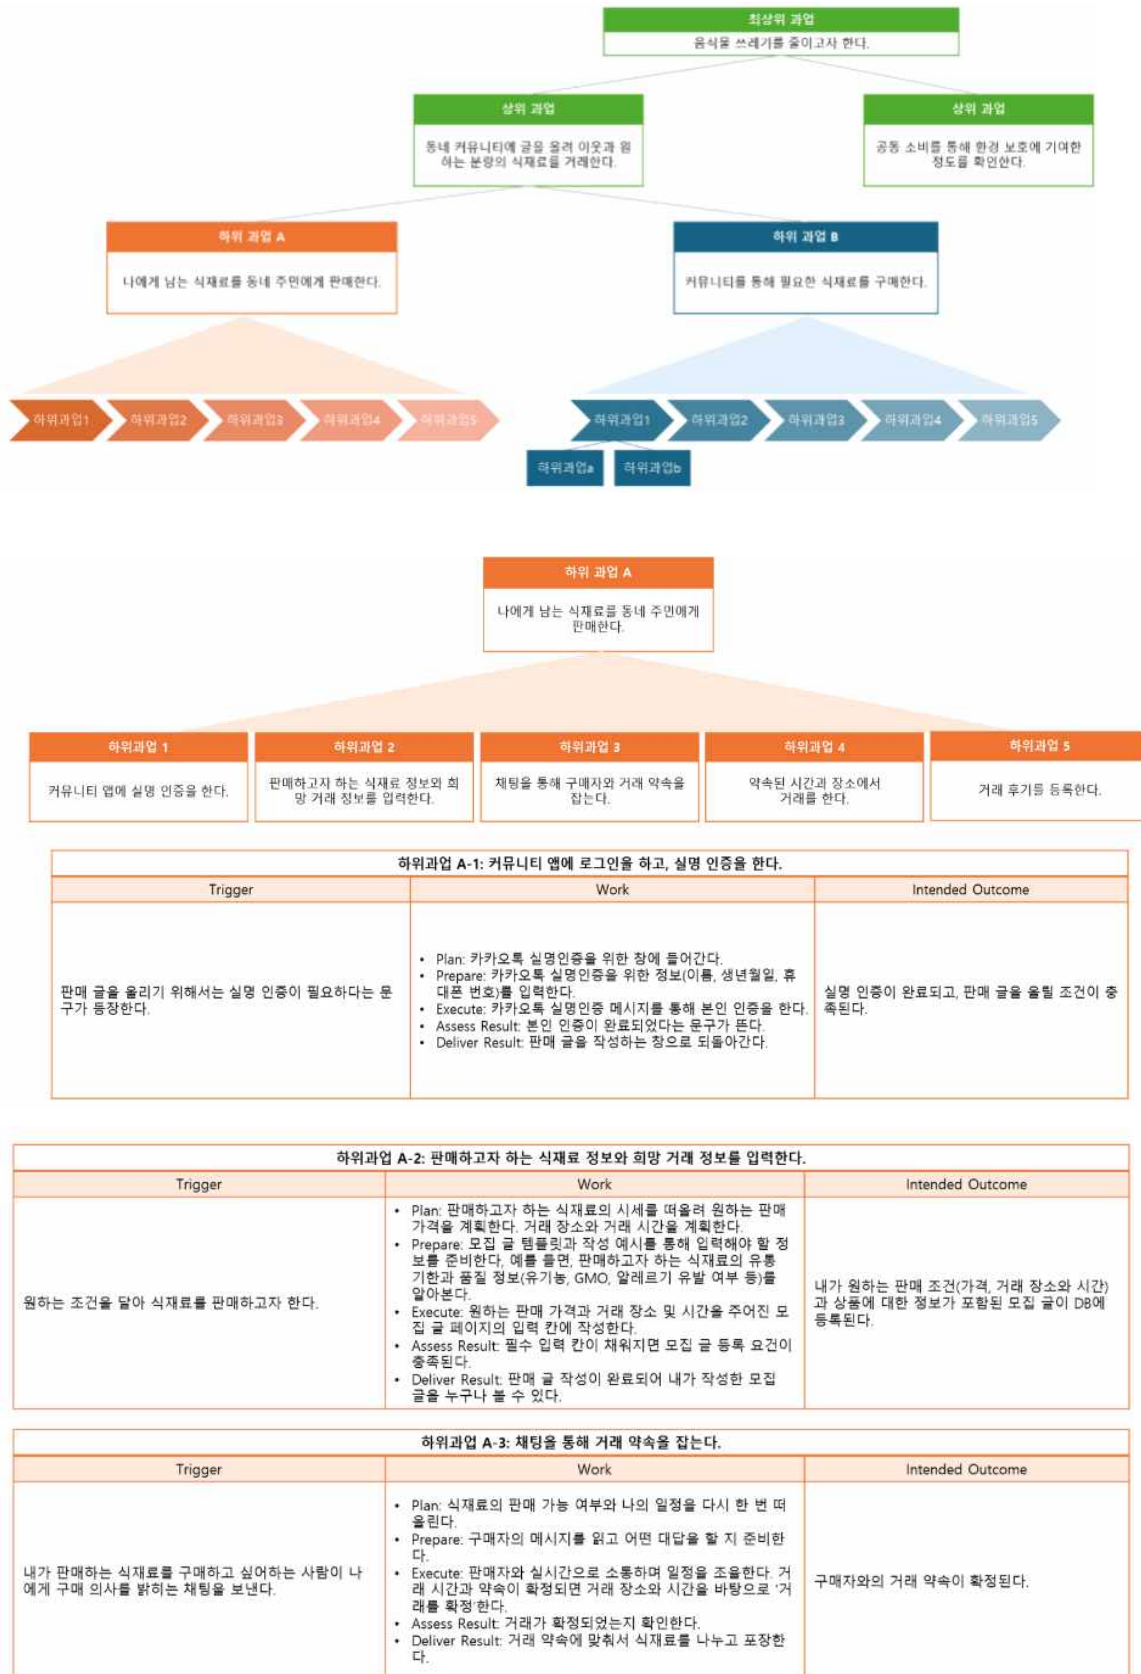 최상위 과업
음식물 쓰레기를 줄이고자 한다.
상위 과업
동네 커뮤니티에 글을 올려 이웃과 원
하는 분량의 식재료를 거래한다.
상위 과업
공동 소비를 통해 환경 보호에 기여한
정도를 확인한다.
하위 과업 A
나에게 남는 식재료를 동네 주민에게 판매한다.
하위 과업 B
커뮤니티를 통해 필요한 식재료를 구매한다.
하위과업1
하위과업2
하위과업3
하위과업4
하위과업5
하위과업1
하위과업2
하위과업3
하위과업4
하위과업5
하위과업a
하위과업b
하위 과업 A
나에게 남는 식재료를 동네 주민에게
판매한다.
하위과업 1
커뮤니티 앱에 실명 인증을 한다.
하위과업 2
판매하고자 하는 식재료 정보와 희
망 거래 정보를 입력한다.
하위과업 3
채팅을 통해 구매자와 거래 약속을
잡는다.
하위과업 4
약속된 시간과 장소에서
거래를 한다.
하위과업 5
거래 후기를 등록한다.
하위과업 A-1: 커뮤니티 앱에 로그인을 하고, 실명 인증을 한다.
Trigger
Work
Intended Outcome
판매 글을 올리기 위해서는 실명 인증이 필요하다는 문
구가 등장한다.
• Plan: 카카오톡 실명인증을 위한 창에 들어간다.
• Prepare: 카카오톡 실명인증을 위한 정보(이름, 생년월일, 휴
대폰 번호)를 입력한다.
• Execute: 카카오톡 실명인증 메시지를 통해 본인 인증을 한다.
• Assess Result: 본인 인증이 완료되었다는 문구가 뜬다.
• Deliver Result: 판매 글을 작성하는 창으로 되돌아간다.
실명 인증이 완료되고, 판매 글을 올릴 조건이 충
족된다.
하위과업 A-2: 판매하고자 하는 식재료 정보와 희망 거래 정보를 입력한다.
Trigger
Work
Intended Outcome
원하는 조건을 달아 식재료를 판매하고자 한다.
• Plan: 판매하고자 하는 식재료의 시세를 떠올려 원하는 판매
가격을 계획한다. 거래 장소와 거래 시간을 계획한다.
• Prepare: 모집 글 템플릿과 작성 예시를 통해 입력해야 할 정
보를 준비한다, 예를 들면, 판매하고자 하는 식재료의 유통
기한과 품질 정보(유기농, GMO, 알레르기 유발 여부 등)를
알아본다.
• Execute: 원하는 판매 가격과 거래 장소 및 시간을 주어진 모
집 글 페이지의 입력 칸에 작성한다.
• Assess Result: 필수 입력 칸이 채워지면 모집 글 등록 요건이
충족된다.
• Deliver Result: 판매 글 작성이 완료되어 내가 작성한 모집
글을 누구나 볼 수 있다.
내가 원하는 판매 조건(가격, 거래 장소와 시간)
과 상품에 대한 정보가 포함된 모집 글이 DB에
등록된다.
하위과업 A-3: 채팅을 통해 거래 약속을 잡는다.
Trigger
Work
Intended Outcome
내가 판매하는 식재료를 구매하고 싶어하는 사람이 나
에게 구매 의사를 밝히는 채팅을 보낸다.
• Plan: 식재료의 판매 가능 여부와 나의 일정을 다시 한 번 떠
올린다.
• Prepare: 구매자의 메시지를 읽고 어떤 대답을 할 지 준비한
다.
• Execute: 판매자와 실시간으로 소통하며 일정을 조율한다. 거
래 시간과 약속이 확정되면 거래 장소와 시간을 바탕으로 '거
래를 확정'한다.
• Assess Result: 거래가 확정되었는지 확인한다.
• Deliver Result: 거래 약속에 맞춰서 식재료를 나누고 포장한
다.
구매자와의 거래 약속이 확정된다.